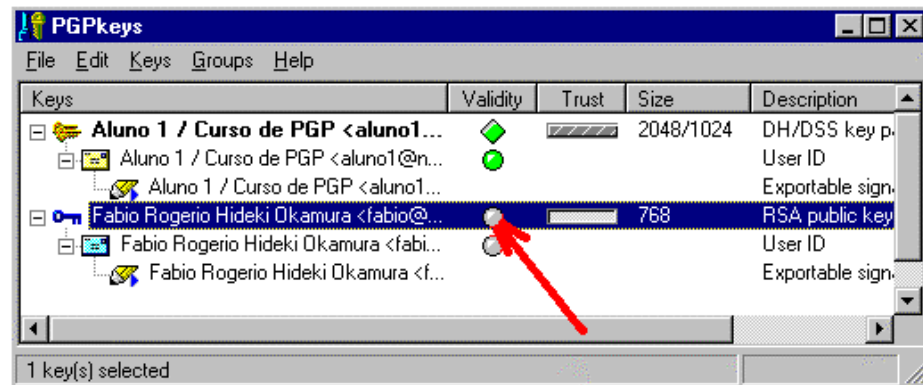 PGPkeys
File Edit Keys Groups Help
Keys Validity Trust Size Description
Aluno 1 / Curso de PGP <aluno1... 2048/1024 DH/DSS key p
Aluno 1 / Curso de PGP <aluno1@n... User ID
Aluno 1 / Curso de PGP <aluno1... Exportable sign
Fabio Rogerio Hideki Okamura <fabio@... 768 RSA public key
Fabio Rogerio Hideki Okamura <fabi... User ID
Fabio Rogerio Hideki Okamura <f... Exportable sign
1 key(s) selected